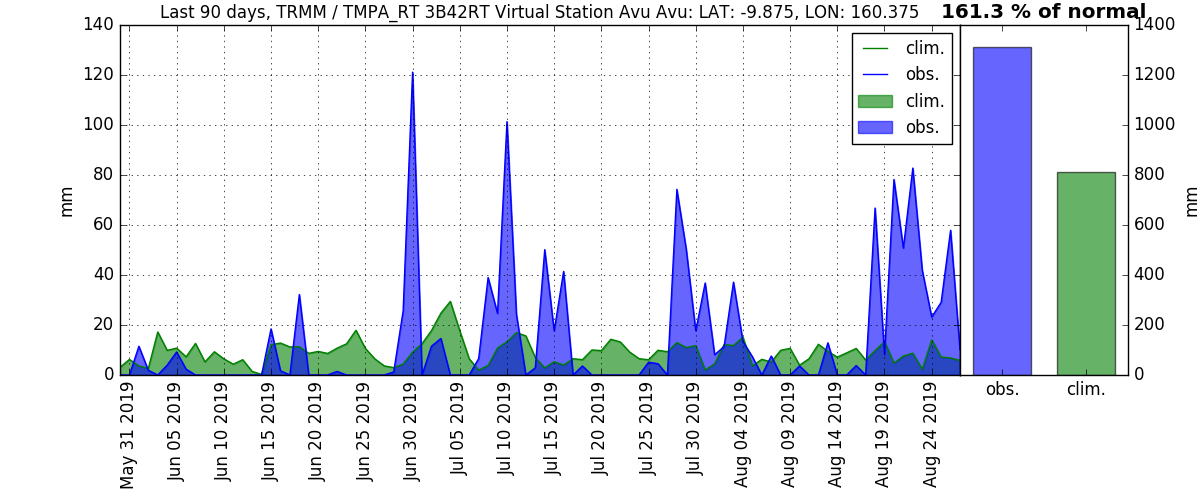 Last 90 days, TRMM / TMPA_RT 3B42RT Virtual Station Avu Avu: LAT: -9.875, LON: 160.375
161.3 % of normal
140
120
100
80
60
40
20
0
mm
clim.
obs.
clim.
obs.
1400
1200
1000
800
600
400
200
0
mm
obs.
clim.
May 31 2019
Jun 05 2019
Jun 10 2019
Jun 15 2019
Jun 20 2019
Jun 25 2019
Jun 30 2019
Jul 05 2019
Jul 10 2019
Jul 15 2019
Jul 20 2019
Jul 25 2019
Jul 30 2019
Aug 04 2019
Aug 09 2019
Aug 14 2019
Aug 19 2019
Aug 24 2019